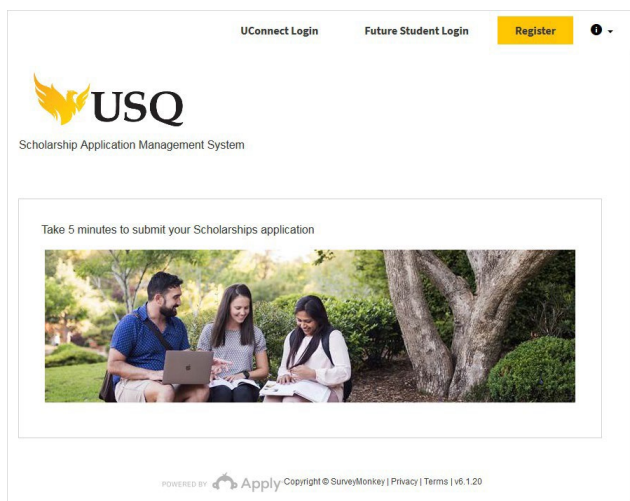 UConnect Login Future Student Login Register
USQ
Scholarship Application Management System
Take 5 minutes to submit your Scholarships application
POWERED BY Apply Copyright © SurveyMonkey | Privacy | Terms | v6.1.20